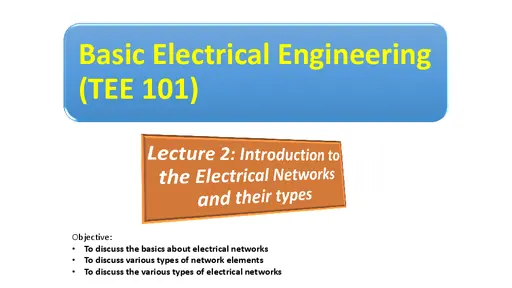 Basic Electrical Engineering
(TEE 101)
Lecture 2: Introduction to
the Electrical Networks
and their types
Objective:
• To discuss the basics about electrical networks
• To discuss various types of network elements
• To discuss the various types of electrical networks